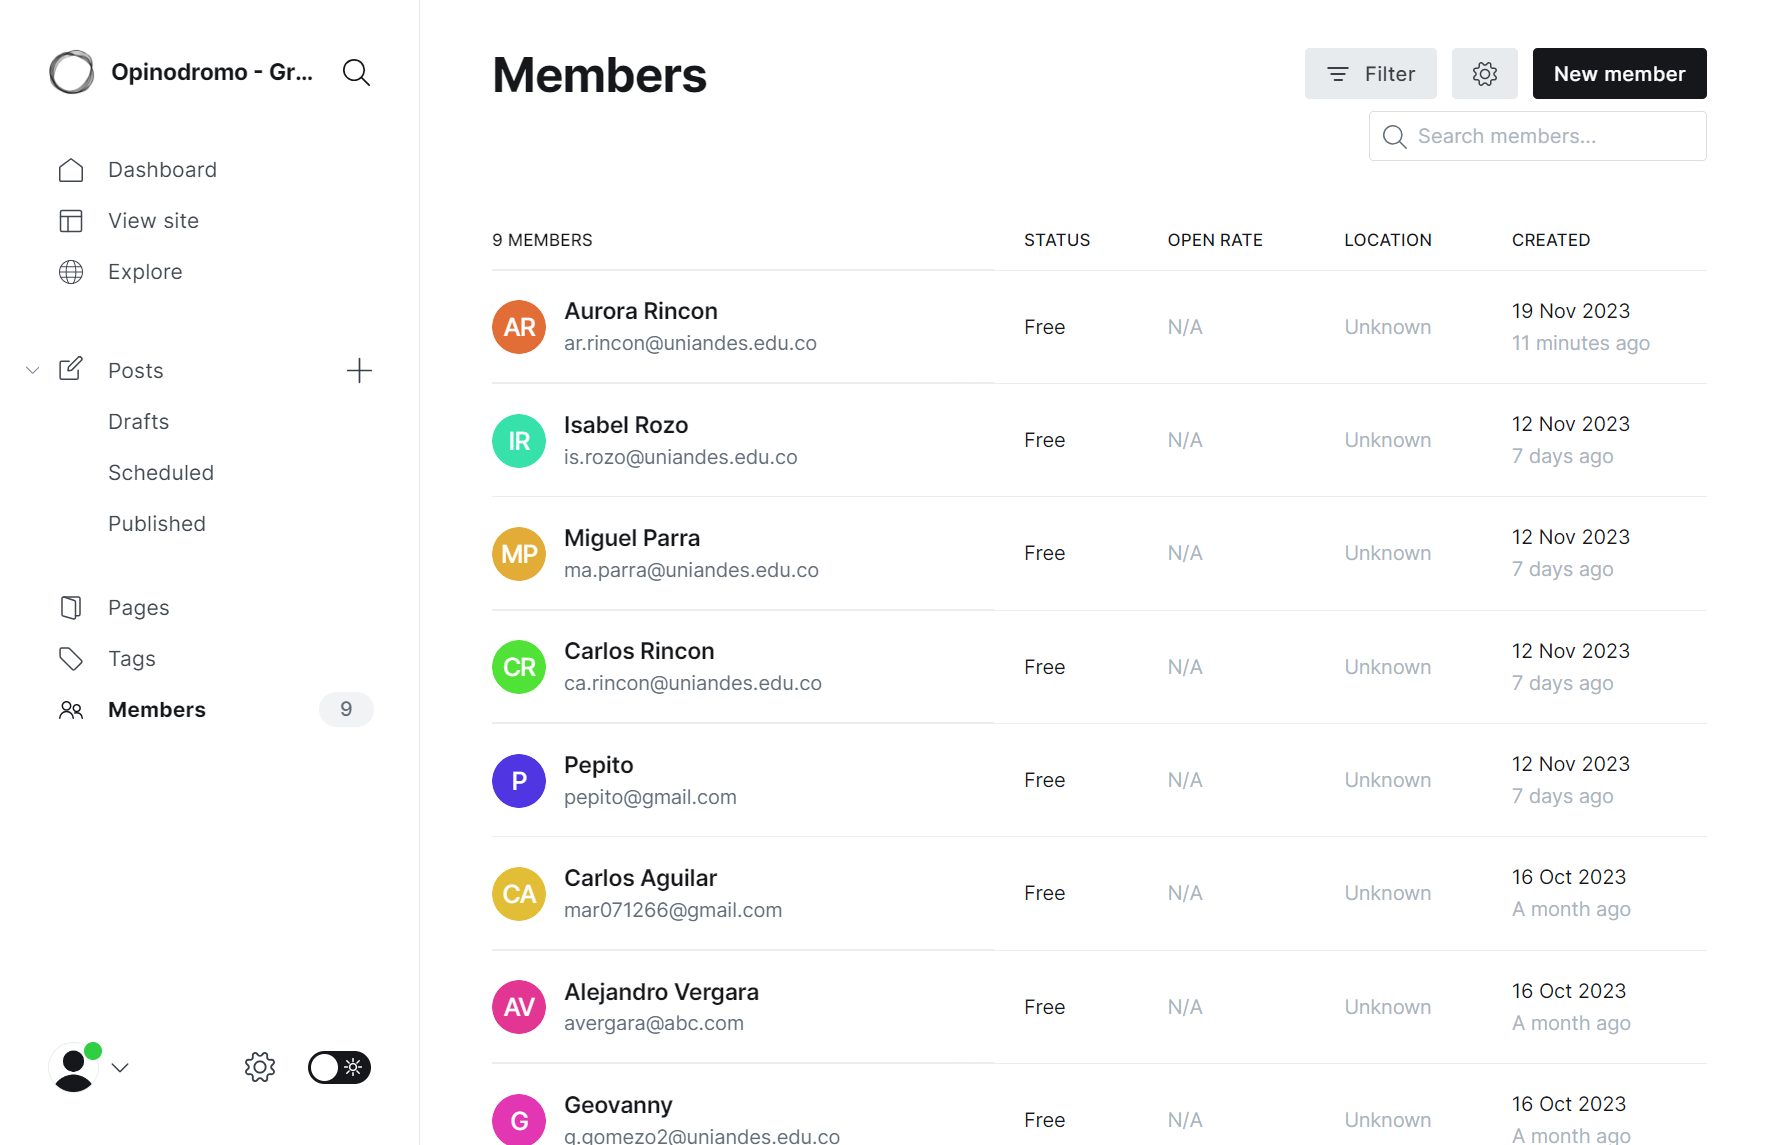 Opinodromo - Gr...
Dashboard
View site
Explore
Posts
Drafts
Scheduled
Published
Pages
Tags
Members 9
Members
Filter
New member
Search members...
9 MEMBERS STATUS OPEN RATE LOCATION CREATED
AR Aurora Rincon
ar.rincon@uniandes.edu.co
Free N/A Unknown
19 Nov 2023
11 minutes ago
IR Isabel Rozo
is.rozo@uniandes.edu.co
Free N/A Unknown
12 Nov 2023
7 days ago
MP Miguel Parra
ma.parra@uniandes.edu.co
Free N/A Unknown
12 Nov 2023
7 days ago
CR Carlos Rincon
ca.rincon@uniandes.edu.co
Free N/A Unknown
12 Nov 2023
7 days ago
P Pepito
pepito@gmail.com
Free N/A Unknown
12 Nov 2023
7 days ago
CA Carlos Aguilar
mar071266@gmail.com
Free N/A Unknown
16 Oct 2023
A month ago
AV Alejandro Vergara
avergara@abc.com
Free N/A Unknown
16 Oct 2023
A month ago
G Geovanny
g.gomezo2@uniandes.edu.co
Free N/A Unknown
16 Oct 2023
A month ago